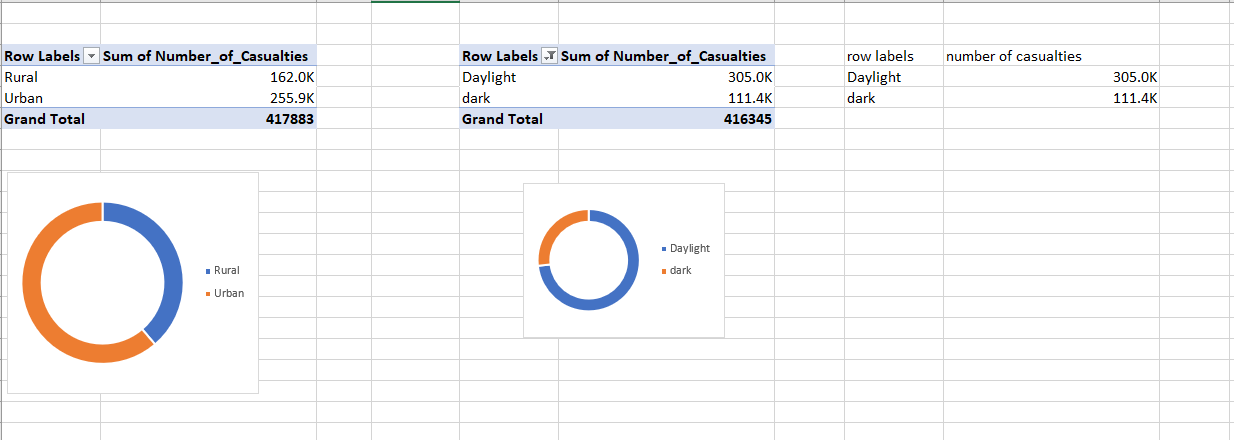 Row Labels Sum of Number_of_Casualties
Rural 162.0K
Urban 255.9K
Grand Total 417883
Row Labels Sum of Number_of_Casualties
Daylight 305.0K
dark 111.4K
Grand Total 416345
row labels number of casualties
Daylight 305.0K
dark 111.4K
Rural
Urban
Daylight
dark